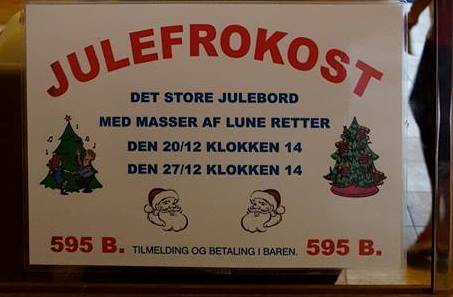 JULEFROKOST
DET STORE JULEBORD
MED MASSER AF LUNE RETTER
DEN 20/12 KLOKKEN 14
DEN 27/12 KLOKKEN 14
595 B. TILMELDING OG BETALING I BAREN. 595 B.